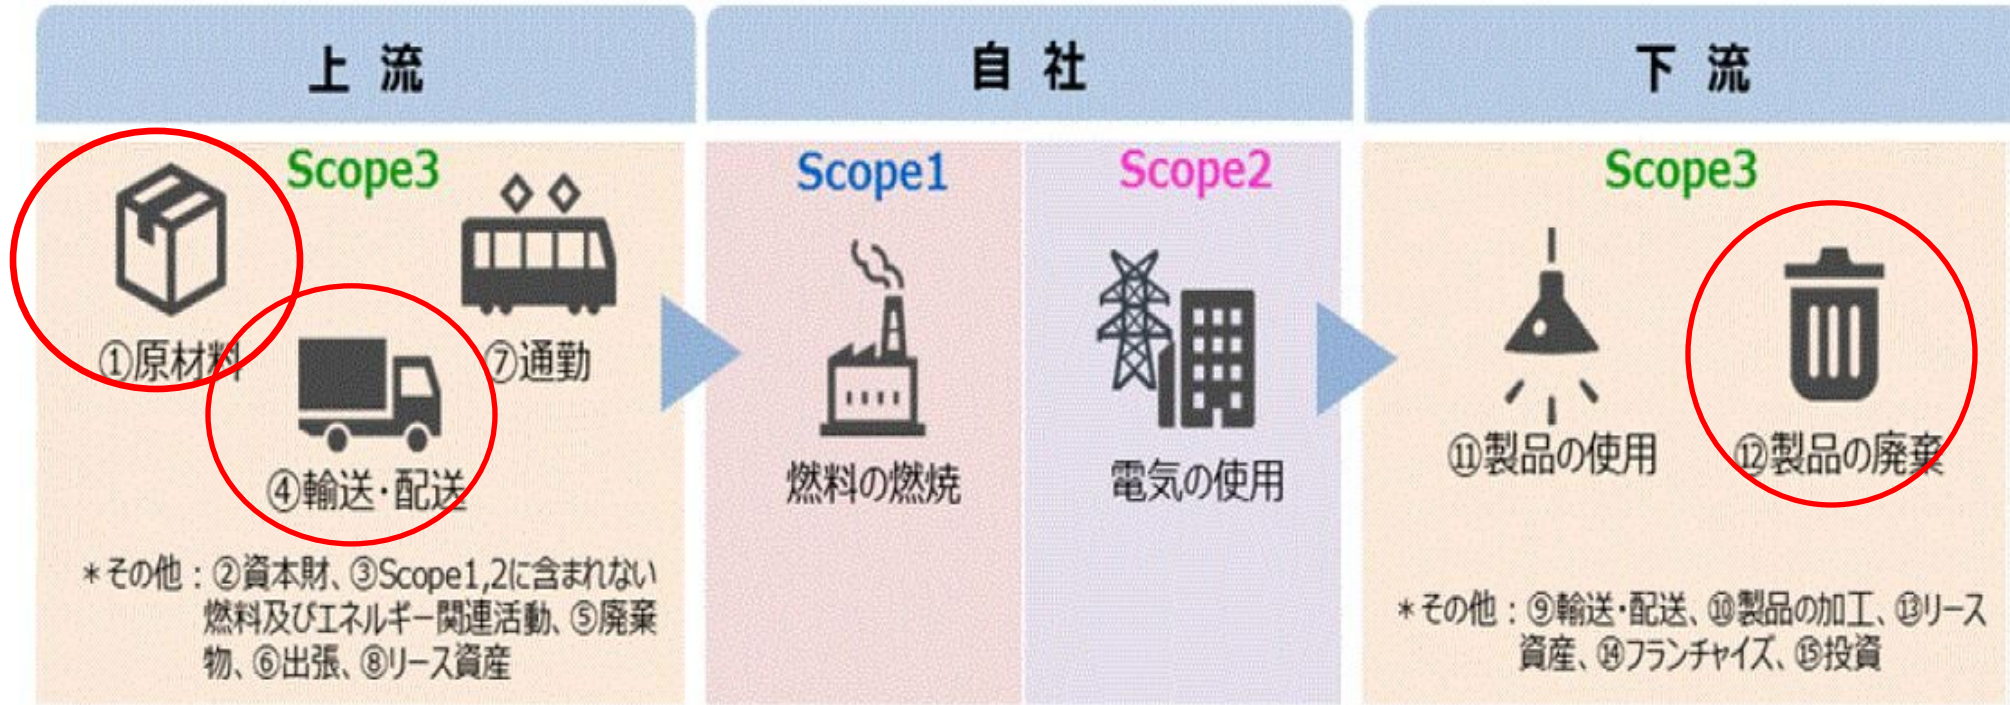 上流
自社
下流
Scope3
①原材料
④輸送・配送
⑦通勤
＊その他：②資本財、③Scope1,2に含まれない
燃料及びエネルギー関連活動、⑤廃棄
物、⑥出張、⑧リース資産
Scope1
燃料の燃焼
Scope2
電気の使用
Scope3
⑪製品の使用
⑫製品の廃棄
＊その他：⑨輸送・配送、⑩製品の加工、⑬リース
資産、⑭フランチャイズ、⑮投資